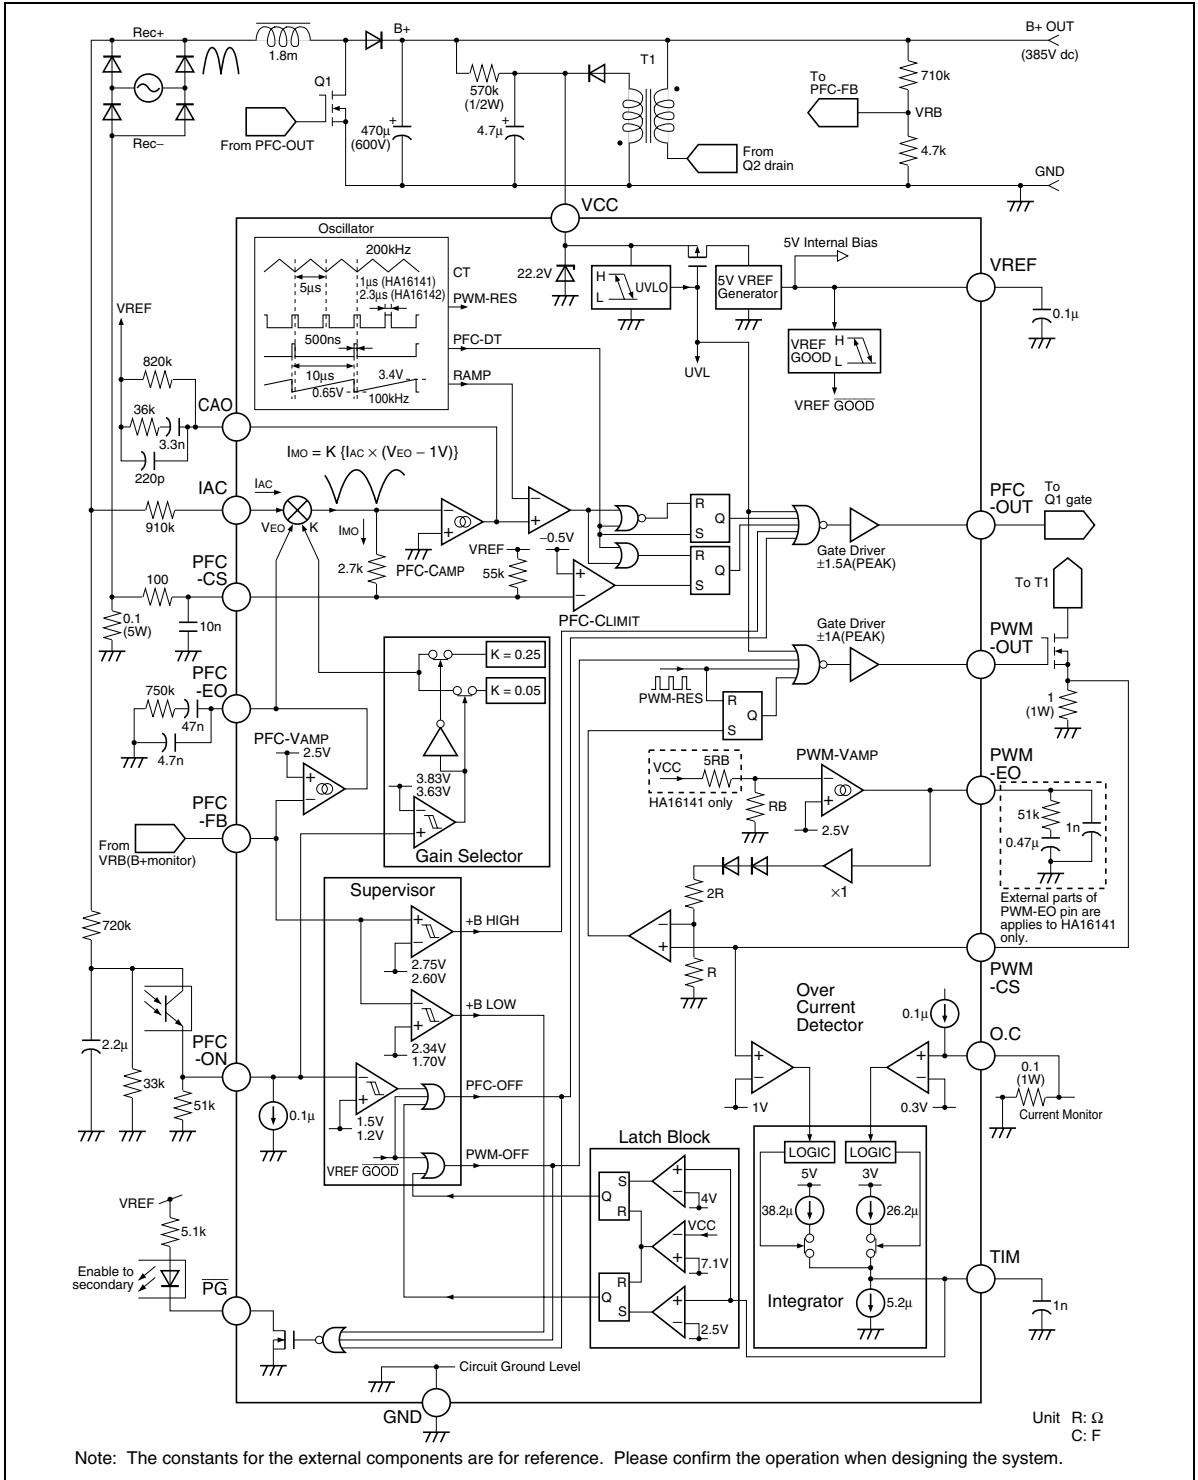 Rec+
1.8m
B+
T1
B+ OUT
(385V dc)
Q1
570k
(1/2W)
To
PFC-FB
710k
VRB
From PFC-OUT
470µ
(600V)
+
4.7µ
+
From
Q2 drain
4.7k
Rec−
GND
VCC
Oscillator
200kHz
5µs
1µs (HA16141)
2.3µs (HA16142)
CT
PWM-RES
500ns
PFC-DT
10µs
3.4V
0.65V
100kHz
RAMP
22.2V
H
L
UVLO
UVL
5V VREF
Generator
5V Internal Bias
VREF
0.1µ
VREF
GOOD
H
L
VREF GOOD
VREF
820k
36k
3.3n
220p
CAO
IMO = K {IAC × (VEO − 1V)}
IAC
IAC
910k
VEO
K
IMO
2.7k
PFC-CAMP
−
+
−
+
VREF
55k
−0.5V
+
−
PFC-CLIMIT
R
Q
S
R
Q
S
Gate Driver
±1.5A(PEAK)
PFC
-OUT
To
Q1 gate
PFC
-CS
100
0.1
(5W)
10n
To T1
K = 0.25
K = 0.05
Gate Driver
±1A(PEAK)
PWM
-OUT
1
(1W)
PWM-RES
R
Q
S
PFC
-EO
750k
47n
4.7n
PFC-VAMP
2.5V
+
−
3.83V
3.63V
−
+
Gain Selector
VCC
5RB
HA16141 only
RB
PWM-VAMP
−
+
2.5V
PWM
-EO
51k
1n
0.47µ
External parts of
PWM-EO pin are
applies to HA16141
only.
PFC
-FB
From
VRB(B+monitor)
×1
2R
−
+
R
PWM
-CS
720k
Supervisor
+
−
+B HIGH
2.75V
2.60V
−
+
+B LOW
2.34V
1.70V
2.2µ
33k
51k
PFC
-ON
0.1µ
−
+
1.5V
1.2V
PFC-OFF
PWM-OFF
VREF GOOD
Over
Current
Detector
0.1µ
O.C
+
−
1V
+
−
0.3V
0.1
(1W)
Current Monitor
Latch Block
S
Q
R
+
−
4V
VCC
−
+
7.1V
R
Q
S
+
−
2.5V
LOGIC
LOGIC
5V
3V
38.2µ
26.2µ
Integrator
5.2µ
TIM
1n
VREF
5.1k
Enable to
secondary
PG
Circuit Ground Level
GND
Unit R: Ω
C: F
Note: The constants for the external components are for reference. Please confirm the operation when designing the system.